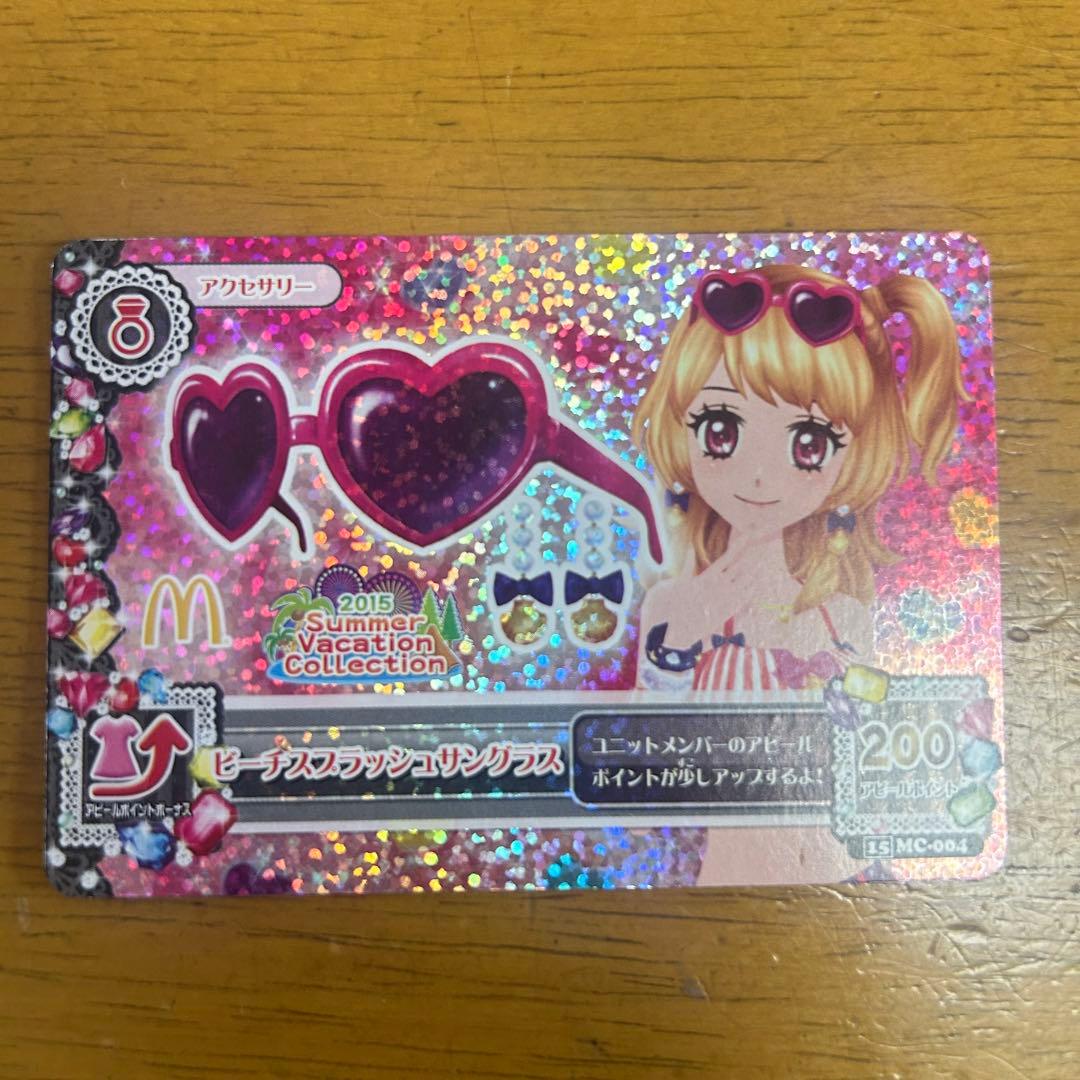 アクセサリー
M
2015
Summer
Vacation
Collection
ビーチスプラッシュサングラス
ユニットメンバーのアピール
ポイントが少しアップするよ!
すこ
200
アピールポイント
アピールポイントボーナス
15 MC-004